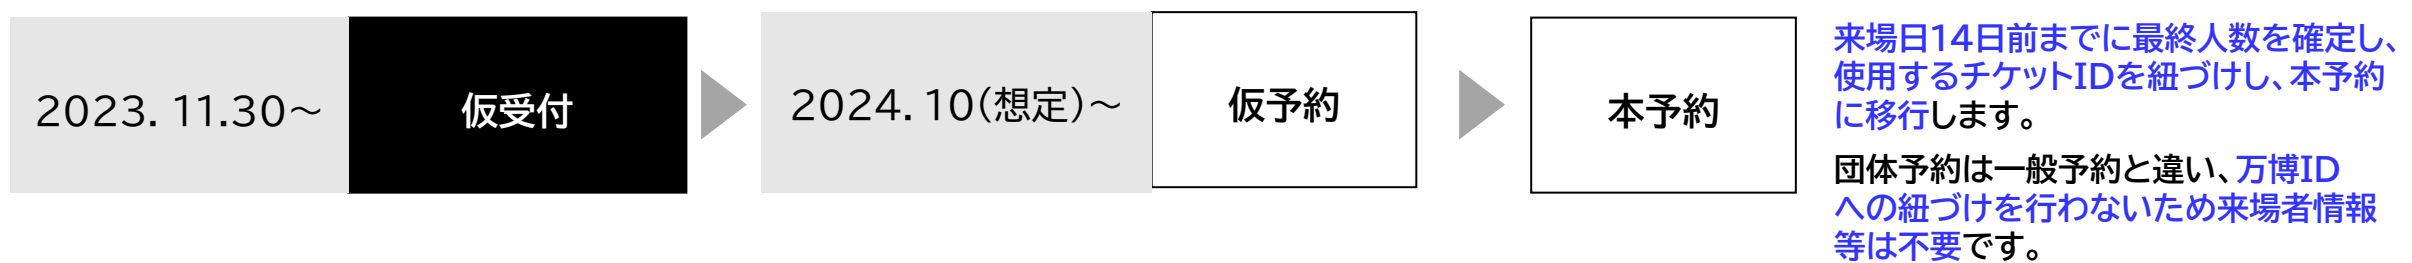 2023. 11.30～
仮受付
2024. 10(想定)～
仮予約
本予約
来場日14日前までに最終人数を確定し、
使用するチケットIDを紐づけし、本予約
に移行します。
団体予約は一般予約と違い、万博ID
への紐づけを行わないため来場者情報
等は不要です。